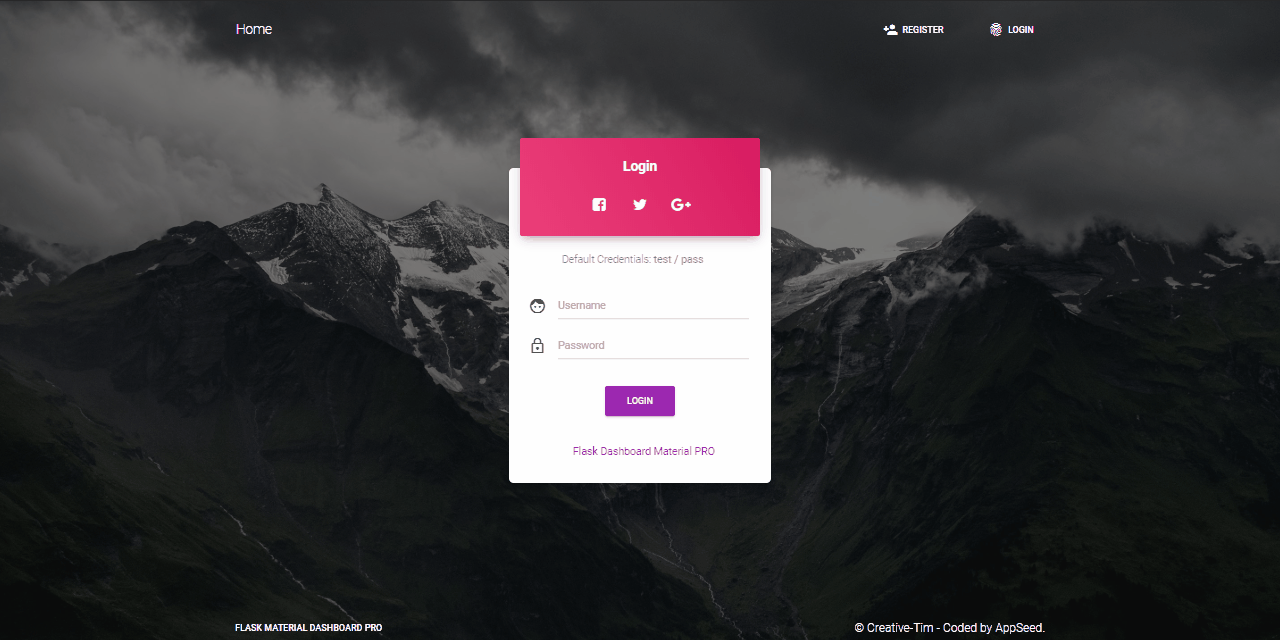 Home
REGISTER
LOGIN
Login
Default Credentials: test / pass
Username
Password
LOGIN
Flask Dashboard Material PRO
FLASK MATERIAL DASHBOARD PRO
© Creative-Tim - Coded by AppSeed.